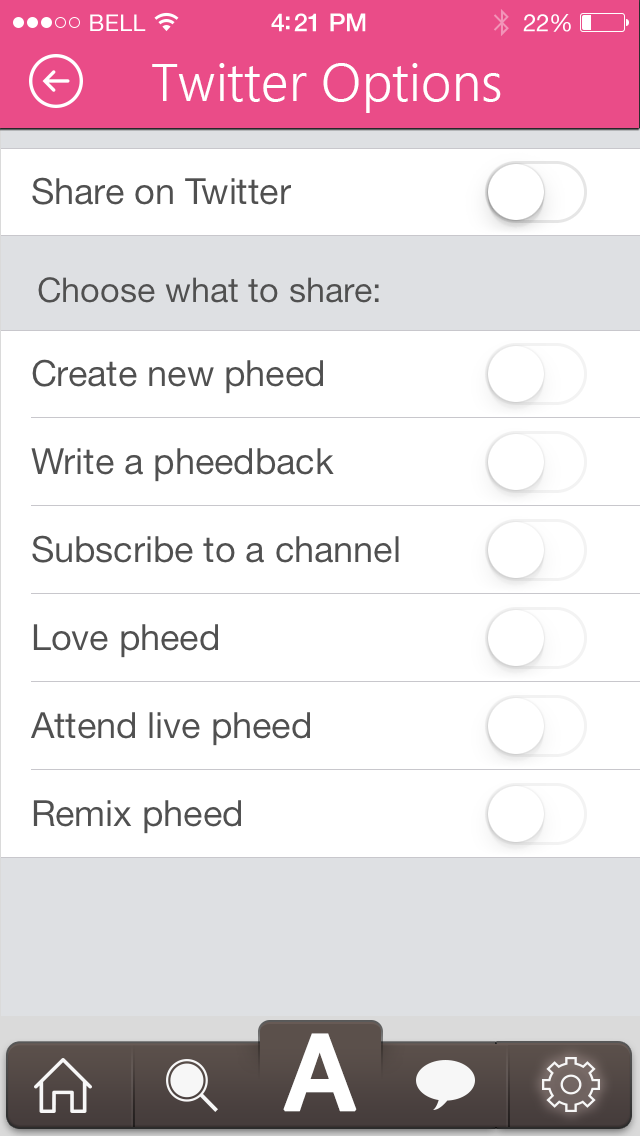 BELL 4:21 PM 22%
Twitter Options
Share on Twitter
Choose what to share:
Create new pheed
Write a pheedback
Subscribe to a channel
Love pheed
Attend live pheed
Remix pheed
A